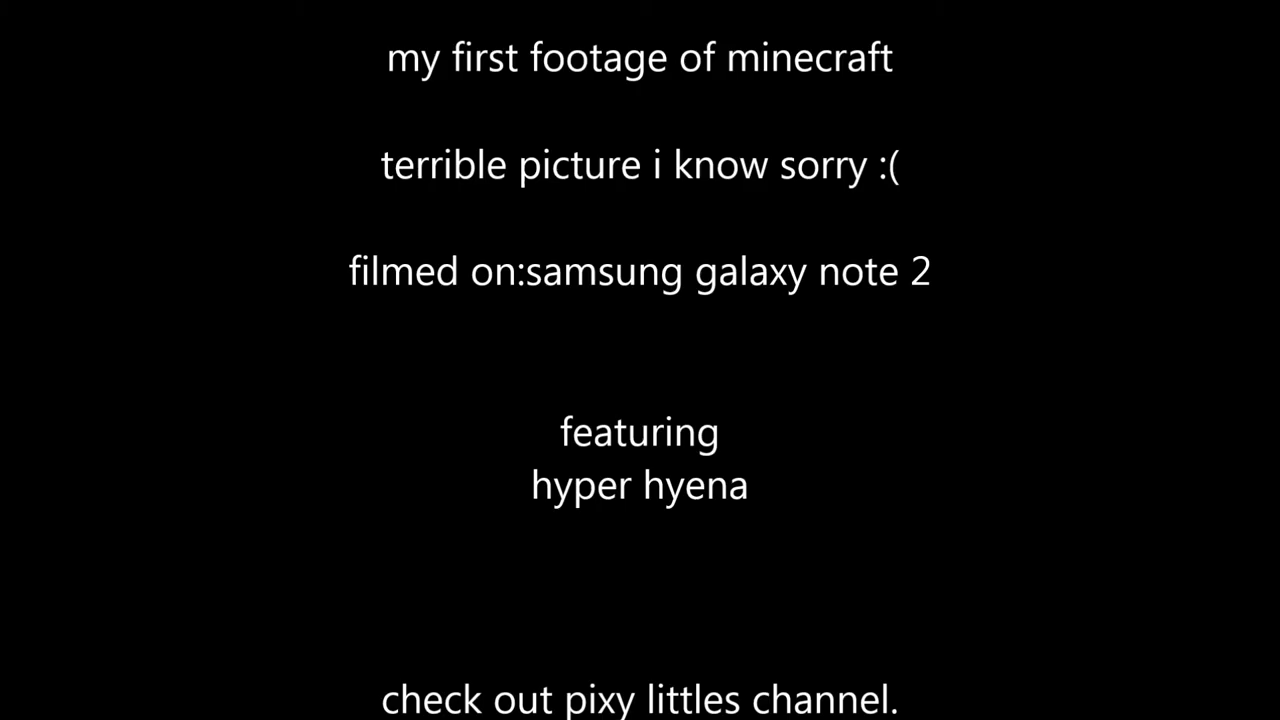 my first footage of minecraft
terrible picture i know sorry :(
filmed on:samsung galaxy note 2
featuring
hyper hyena
check out pixy littles channel.